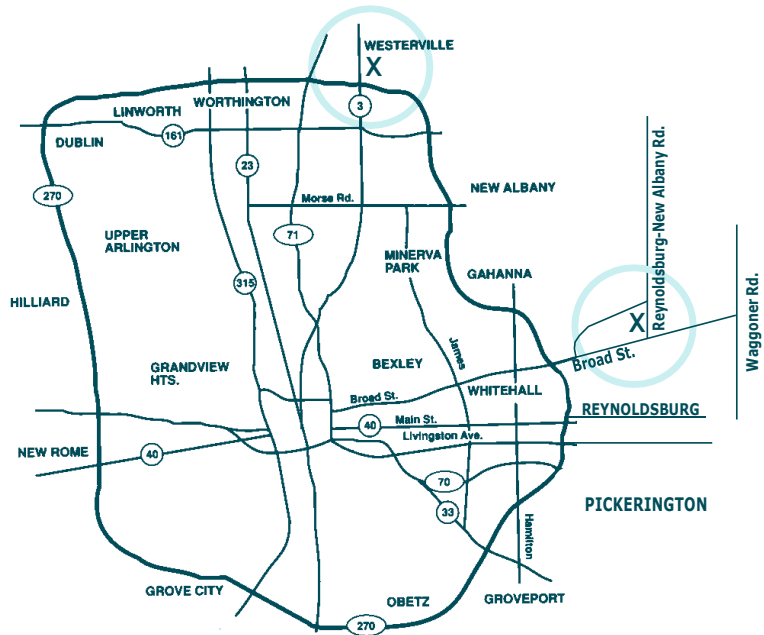 WESTERVILLE
X
WORTHINGTON
LINWORTH
3
161
DUBLIN
23
270
NEW ALBANY
Morse Rd.
Reynoldsburg-New Albany Rd.
UPPER
ARLINGTON
71
MINERVA
PARK
GAHANNA
315
HILLIARD
X
Waggoner Rd.
James
Broad St.
GRANDVIEW
HTS.
BEXLEY
WHITEHALL
Broad St.
REYNOLDSBURG
Main St.
40
Livingston Ave.
NEW ROME
40
70
PICKERINGTON
33
Hamilton
GROVE CITY
OBETZ
GROVEPORT
270